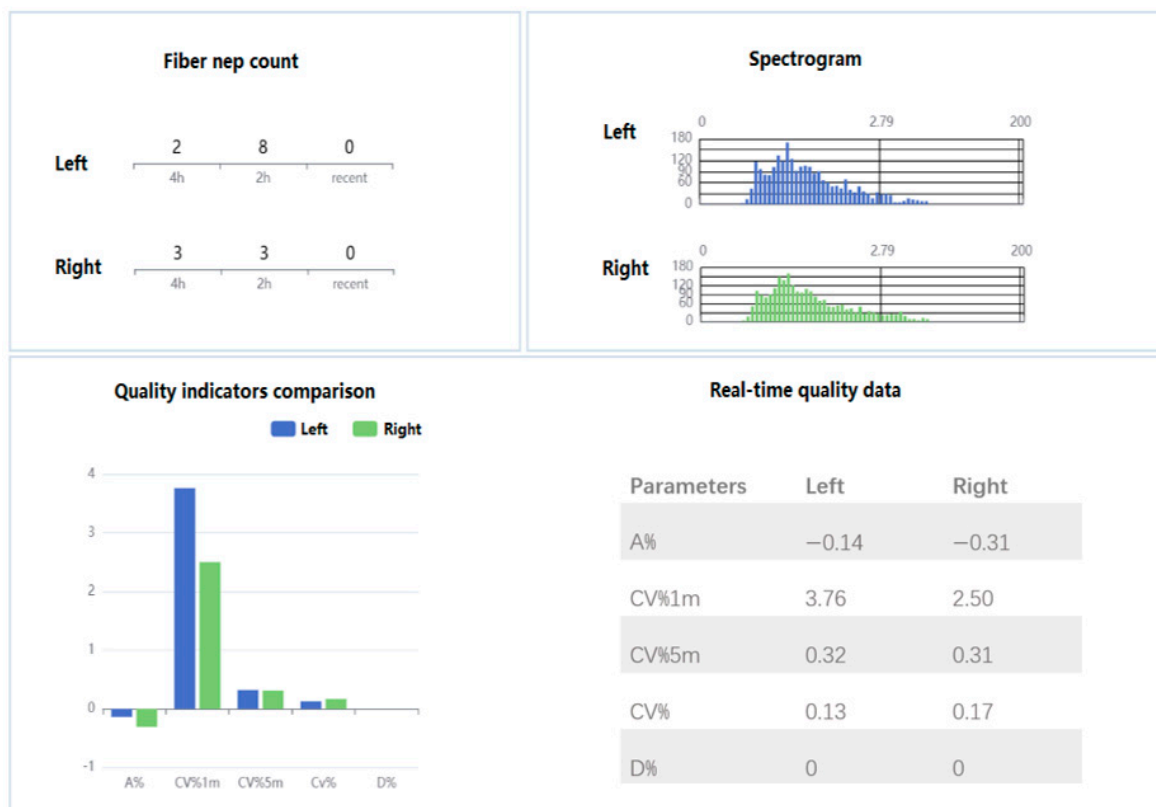 Fiber nep count
Left
2 8 0
4h 2h recent
Right
3 3 0
4h 2h recent
Spectrogram
Left
0 2.79 200
180
120
90
60
0
Right
0 2.79 200
180
120
90
60
0
Quality indicators comparison
Left Right
4
3
2
1
0
-1
A% CV%1m CV%5m Cv% D%
Real-time quality data
Parameters Left Right
A% −0.14 −0.31
CV%1m 3.76 2.50
CV%5m 0.32 0.31
CV% 0.13 0.17
D% 0 0